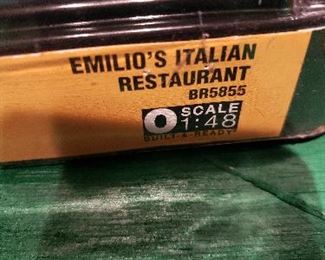 EMILIO'S ITALIAN
RESTAURANT
BR5855
O SCALE
1:48
BUILT-&-READY